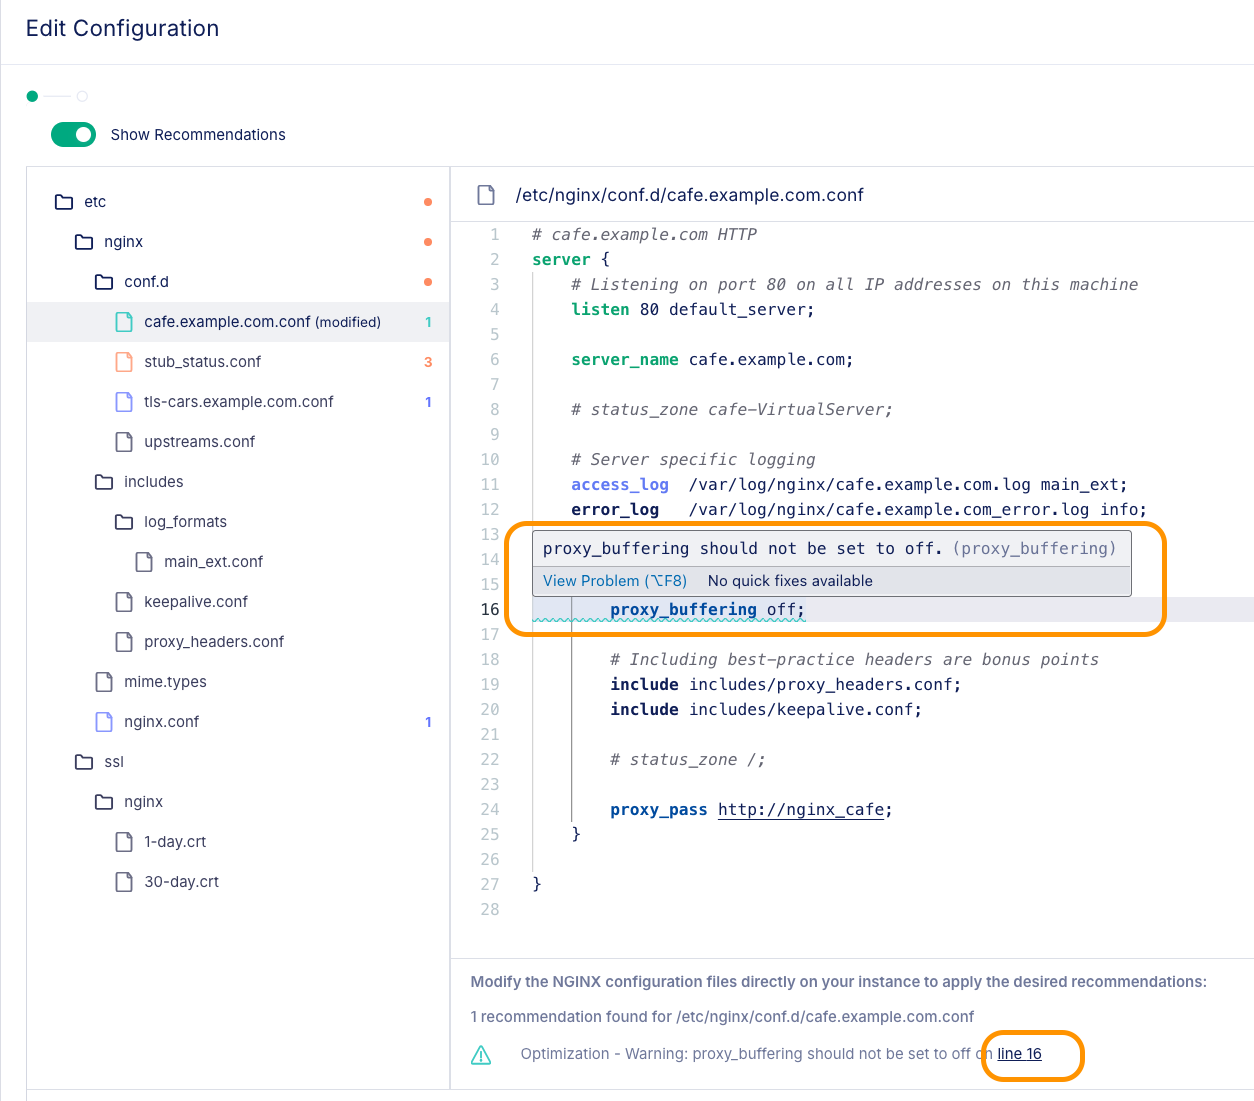 Edit Configuration
Show Recommendations
etc
nginx
conf.d
cafe.example.com.conf (modified) 1
stub_status.conf 3
tls-cars.example.com.conf 1
upstreams.conf
includes
log_formats
main_ext.conf
keepalive.conf
proxy_headers.conf
mime.types
nginx.conf 1
ssl
nginx
1-day.crt
30-day.crt
/etc/nginx/conf.d/cafe.example.com.conf
1 # cafe.example.com HTTP
2 server {
3 # Listening on port 80 on all IP addresses on this machine
4 listen 80 default_server;
5
6 server_name cafe.example.com;
7
8 # status_zone cafe-VirtualServer;
9
10 # Server specific logging
11 access_log /var/log/nginx/cafe.example.com.log main_ext;
12 error_log /var/log/nginx/cafe.example.com_error.log info;
13
proxy_buffering should not be set to off. (proxy_buffering)
14
View Problem (⌥F8) No quick fixes available
15
16 proxy_buffering off;
17
18 # Including best-practice headers are bonus points
19 include includes/proxy_headers.conf;
20 include includes/keepalive.conf;
21
22 # status_zone /;
23
24 proxy_pass http://nginx_cafe;
25 }
26
27 }
28
Modify the NGINX configuration files directly on your instance to apply the desired recommendations:
1 recommendation found for /etc/nginx/conf.d/cafe.example.com.conf
Optimization - Warning: proxy_buffering should not be set to off on line 16